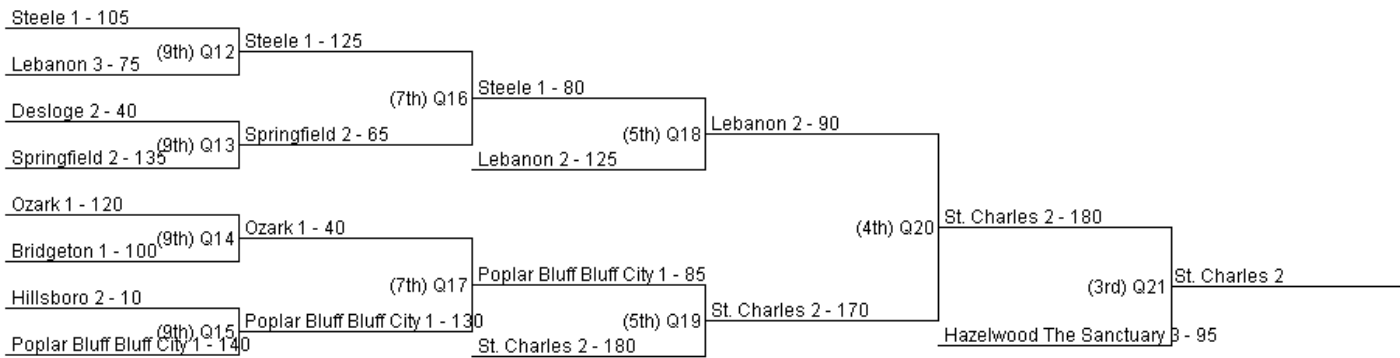 Steele 1 - 105
(9th) Q12
Lebanon 3 - 75
Steele 1 - 125
(7th) Q16
Desloge 2 - 40
(9th) Q13
Springfield 2 - 135
Springfield 2 - 65
Steele 1 - 80
(5th) Q18
Lebanon 2 - 125
Lebanon 2 - 90
(4th) Q20
Ozark 1 - 120
(9th) Q14
Bridgeton 1 - 100
Ozark 1 - 40
(7th) Q17
Hillsboro 2 - 10
(9th) Q15
Poplar Bluff Bluff City 1 - 140
Poplar Bluff Bluff City 1 - 130
Poplar Bluff Bluff City 1 - 85
(5th) Q19
St. Charles 2 - 180
St. Charles 2 - 170
St. Charles 2 - 180
(3rd) Q21
Hazelwood The Sanctuary 3 - 95
St. Charles 2